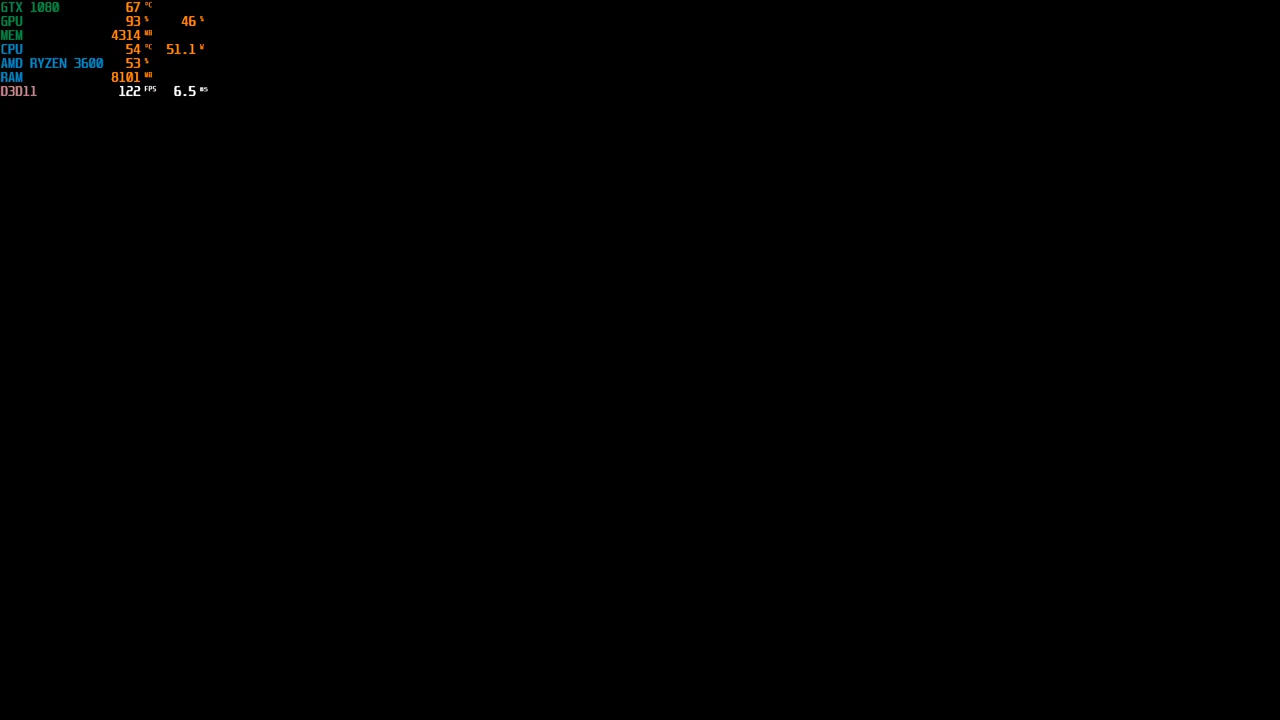 GTX 1080 67 °C
GPU 93 % 46 %
MEM 4314 MB
CPU 54 °C 51.1 W
AMD RYZEN 3600 53 %
RAM 8101 MB
D3D11 122 FPS 6.5 ms